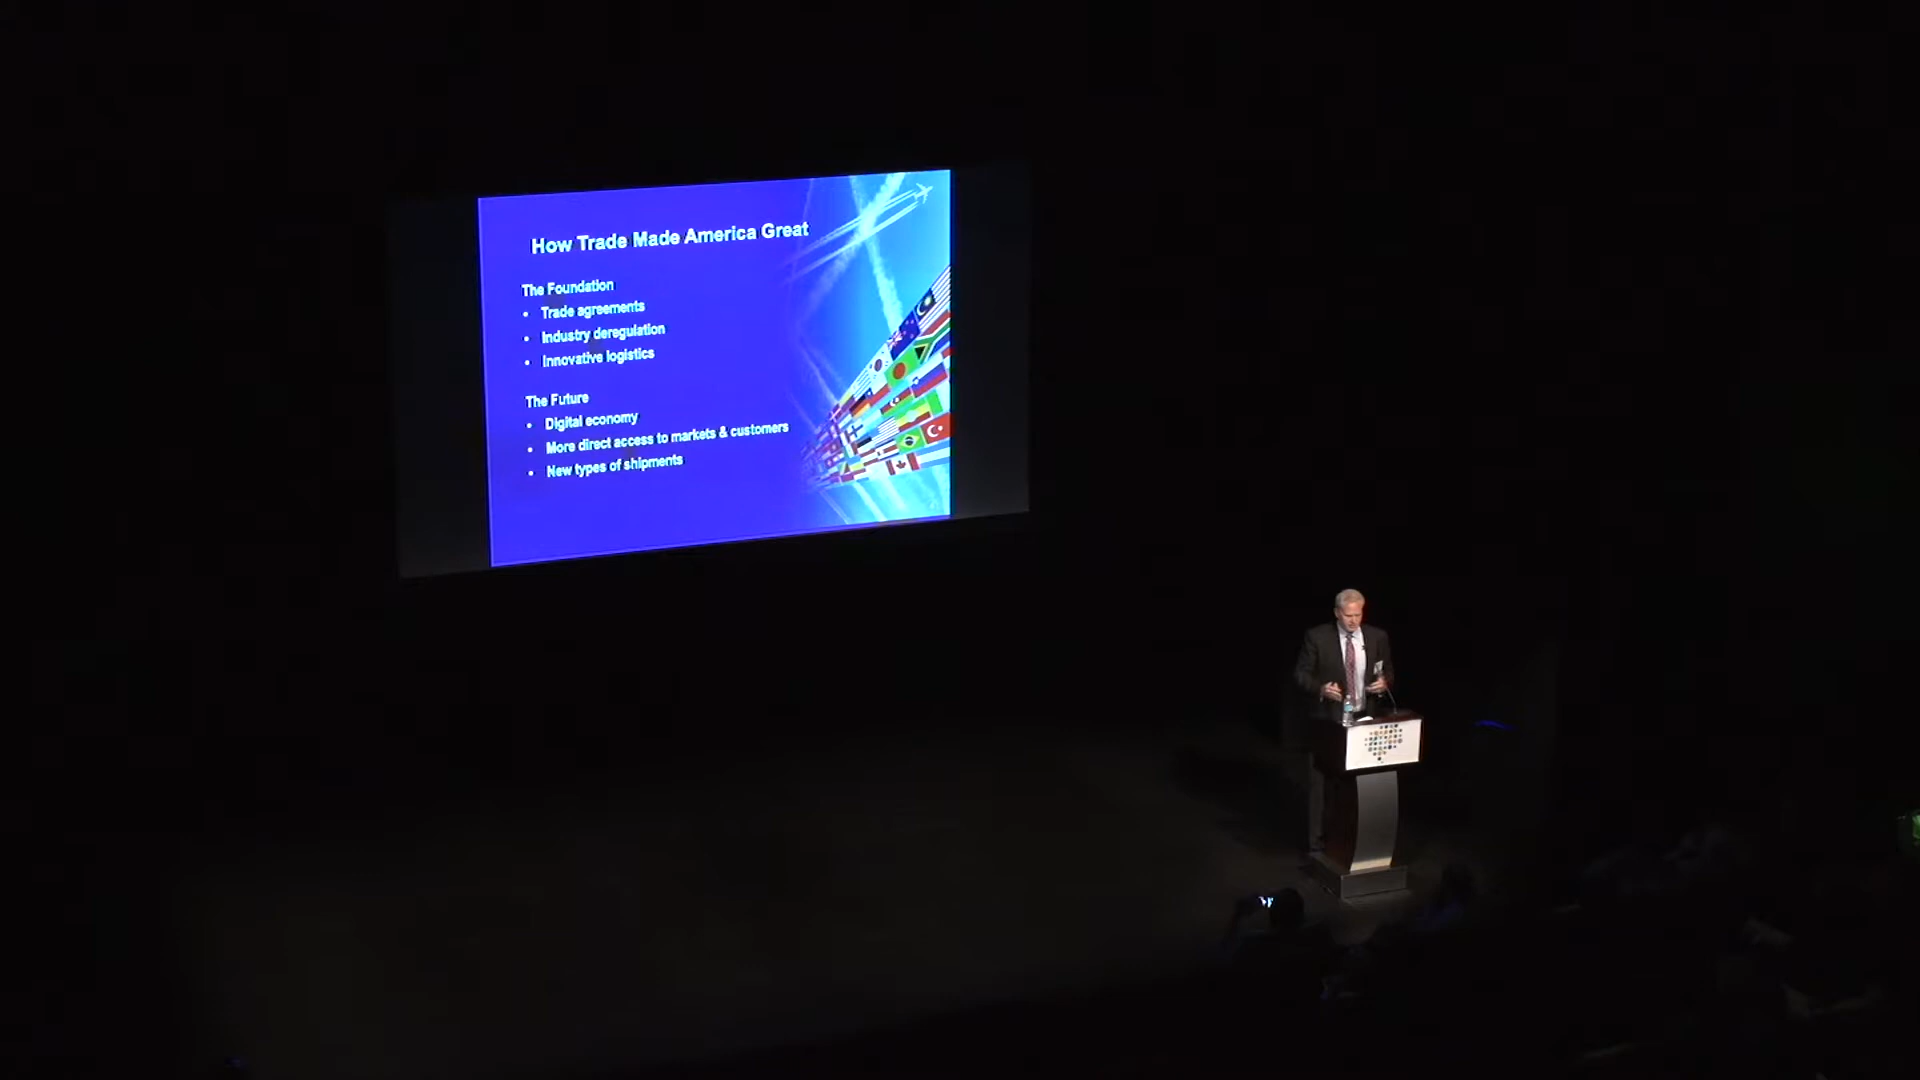 How Trade Made America Great
The Foundation
• Trade agreements
• Industry deregulation
• Innovative logistics
The Future
• Digital economy
• More direct access to markets & customers
• New types of shipments